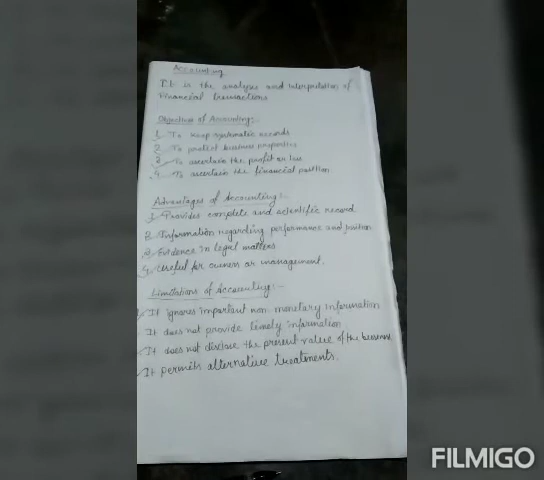 Accounting
It is the analysis and interpretation of
Financial transactions
Objective of Accounting:-
1. To keep systematic records
2. To protect business properties
3. To ascertain the profit or loss
4. To ascertain the financial position
Advantages of Accounting:-
1. Provides complete and scientific record
2. Information regarding performance and position
3. Evidence in legal matters
4. Useful for owners or management.
Limitations of Accounting:-
It ignores important non monetary information
It does not provide timely information
It does not disclose the present value of the business
It permits alternative treatments.
FILMIGO